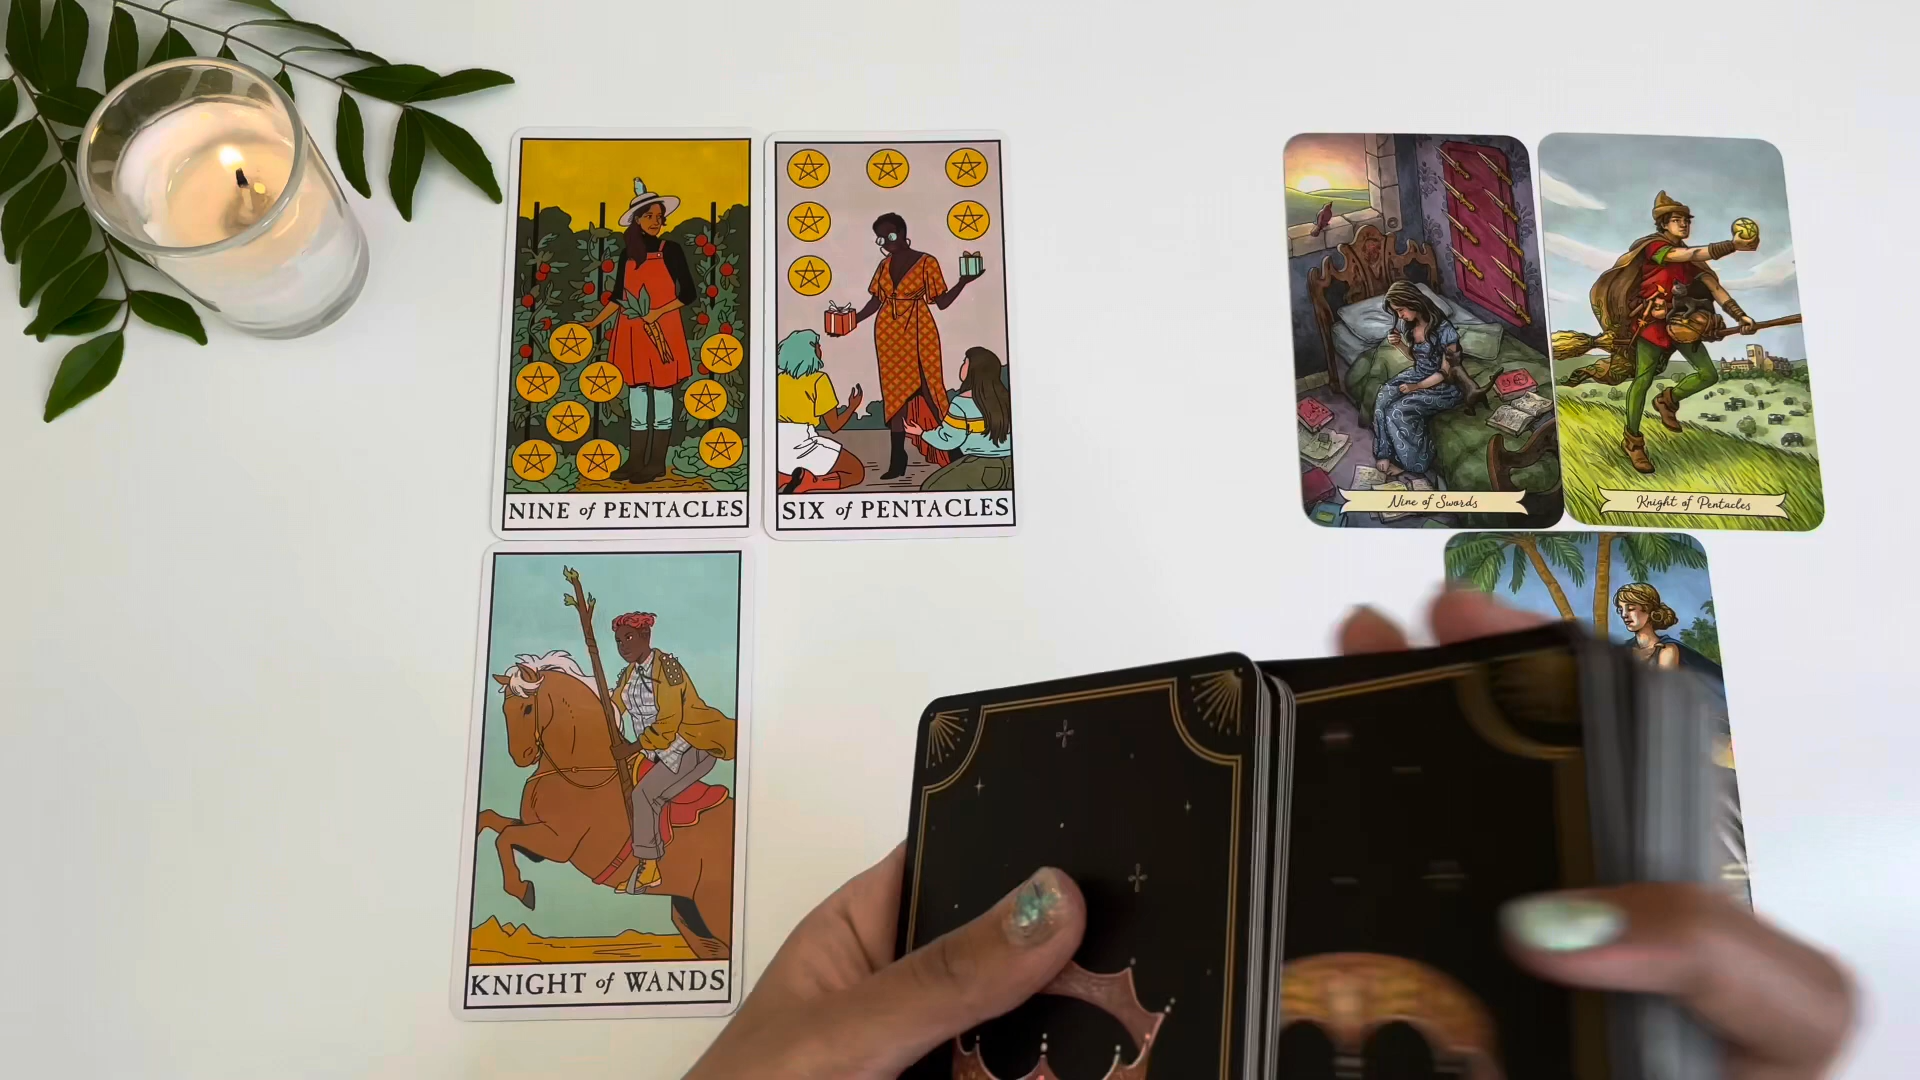 NINE of PENTACLES
SIX of PENTACLES
Nine of Swords
Knight of Pentacles
KNIGHT of WANDS